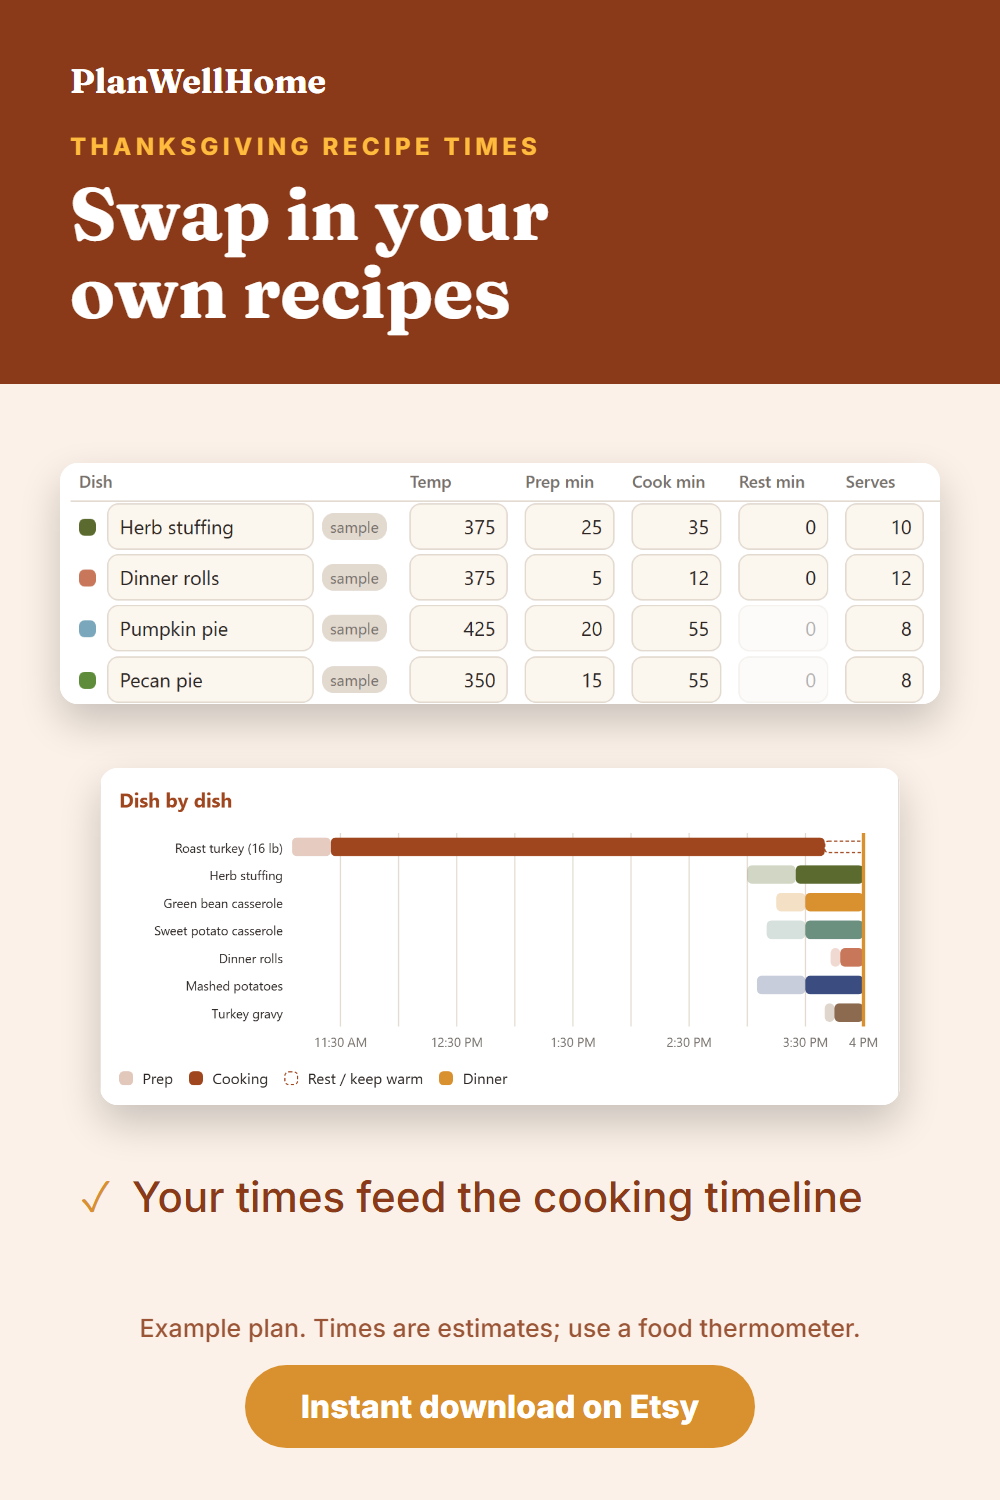 PlanWellHome
THANKSGIVING RECIPE TIMES
Swap in your
own recipes
Dish Temp Prep min Cook min Rest min Serves
Herb stuffing sample 375 25 35 0 10
Dinner rolls sample 375 5 12 0 12
Pumpkin pie sample 425 20 55 0 8
Pecan pie sample 350 15 55 0 8
Dish by dish
Roast turkey (16 lb)
Herb stuffing
Green bean casserole
Sweet potato casserole
Dinner rolls
Mashed potatoes
Turkey gravy
11:30 AM 12:30 PM 1:30 PM 2:30 PM 3:30 PM 4 PM
Prep Cooking Rest / keep warm Dinner
✓ Your times feed the cooking timeline
Example plan. Times are estimates; use a food thermometer.
Instant download on Etsy